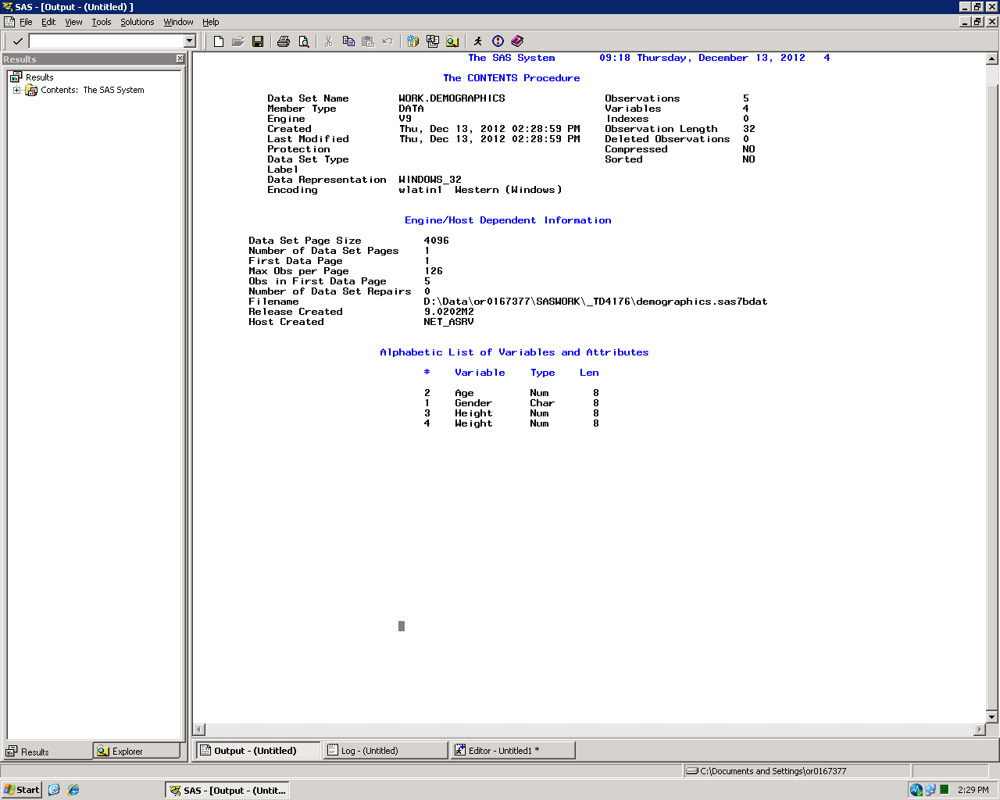 SAS - [Output - (Untitled) ]
File Edit View Tools Solutions Window Help
Results
Results
Contents: The SAS System
The SAS System 09:18 Thursday, December 13, 2012 4
The CONTENTS Procedure
Data Set Name WORK.DEMOGRAPHICS Observations 5
Member Type DATA Variables 4
Engine V9 Indexes 0
Created Thu, Dec 13, 2012 02:28:59 PM Observation Length 32
Last Modified Thu, Dec 13, 2012 02:28:59 PM Deleted Observations 0
Protection Compressed NO
Data Set Type Sorted NO
Label
Data Representation WINDOWS_32
Encoding wlatin1 Western (Windows)
Engine/Host Dependent Information
Data Set Page Size 4096
Number of Data Set Pages 1
First Data Page 1
Max Obs per Page 126
Obs in First Data Page 5
Number of Data Set Repairs 0
Filename D:\Data\or0167377\SASWORK\_TD4176\demographics.sas7bdat
Release Created 9.0202M2
Host Created NET_ASRV
Alphabetic List of Variables and Attributes
# Variable Type Len
2 Age Num 8
1 Gender Char 8
3 Height Num 8
4 Weight Num 8
Results Explorer
Output - (Untitled) Log - (Untitled) Editor - Untitled1 *
C:\Documents and Settings\or0167377
Start SAS - [Output - (Untit... 2:29 PM